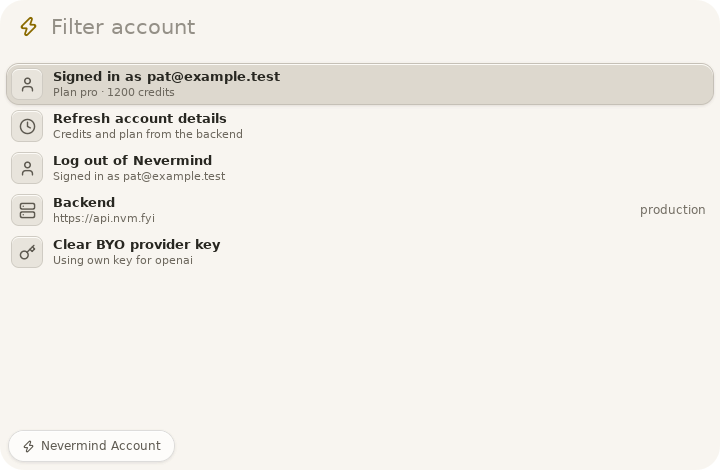 Filter account
Signed in as pat@example.test
Plan pro · 1200 credits
Refresh account details
Credits and plan from the backend
Log out of Nevermind
Signed in as pat@example.test
Backend
https://api.nvm.fyi
production
Clear BYO provider key
Using own key for openai
Nevermind Account